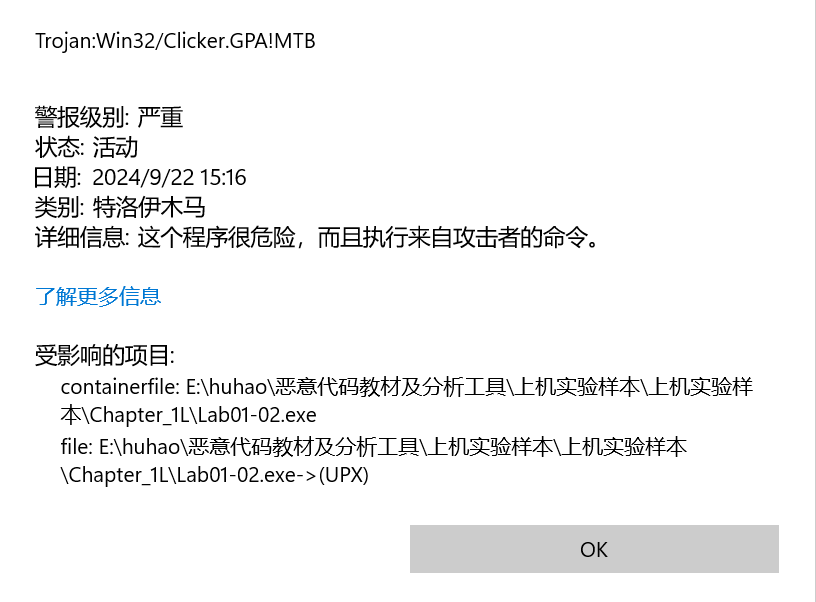 Trojan:Win32/Clicker.GPA!MTB
警报级别: 严重
状态: 活动
日期: 2024/9/22 15:16
类别: 特洛伊木马
详细信息: 这个程序很危险，而且执行来自攻击者的命令。
了解更多信息
受影响的项目:
containerfile: E:\huhao\恶意代码教材及分析工具\上机实验样本\上机实验样
本\Chapter_1L\Lab01-02.exe
file: E:\huhao\恶意代码教材及分析工具\上机实验样本\上机实验样本
\Chapter_1L\Lab01-02.exe->(UPX)
OK